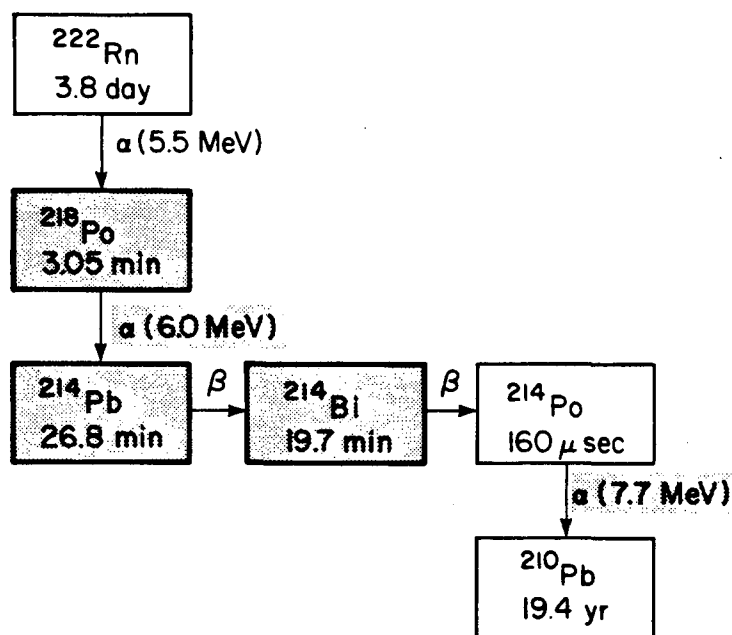 ²²²Rn
3.8 day
α (5.5 MeV)
²¹⁸Po
3.05 min
α (6.0 MeV)
²¹⁴Pb
26.8 min
β
²¹⁴Bi
19.7 min
β
²¹⁴Po
160 μ sec
α (7.7 MeV)
²¹⁰Pb
19.4 yr